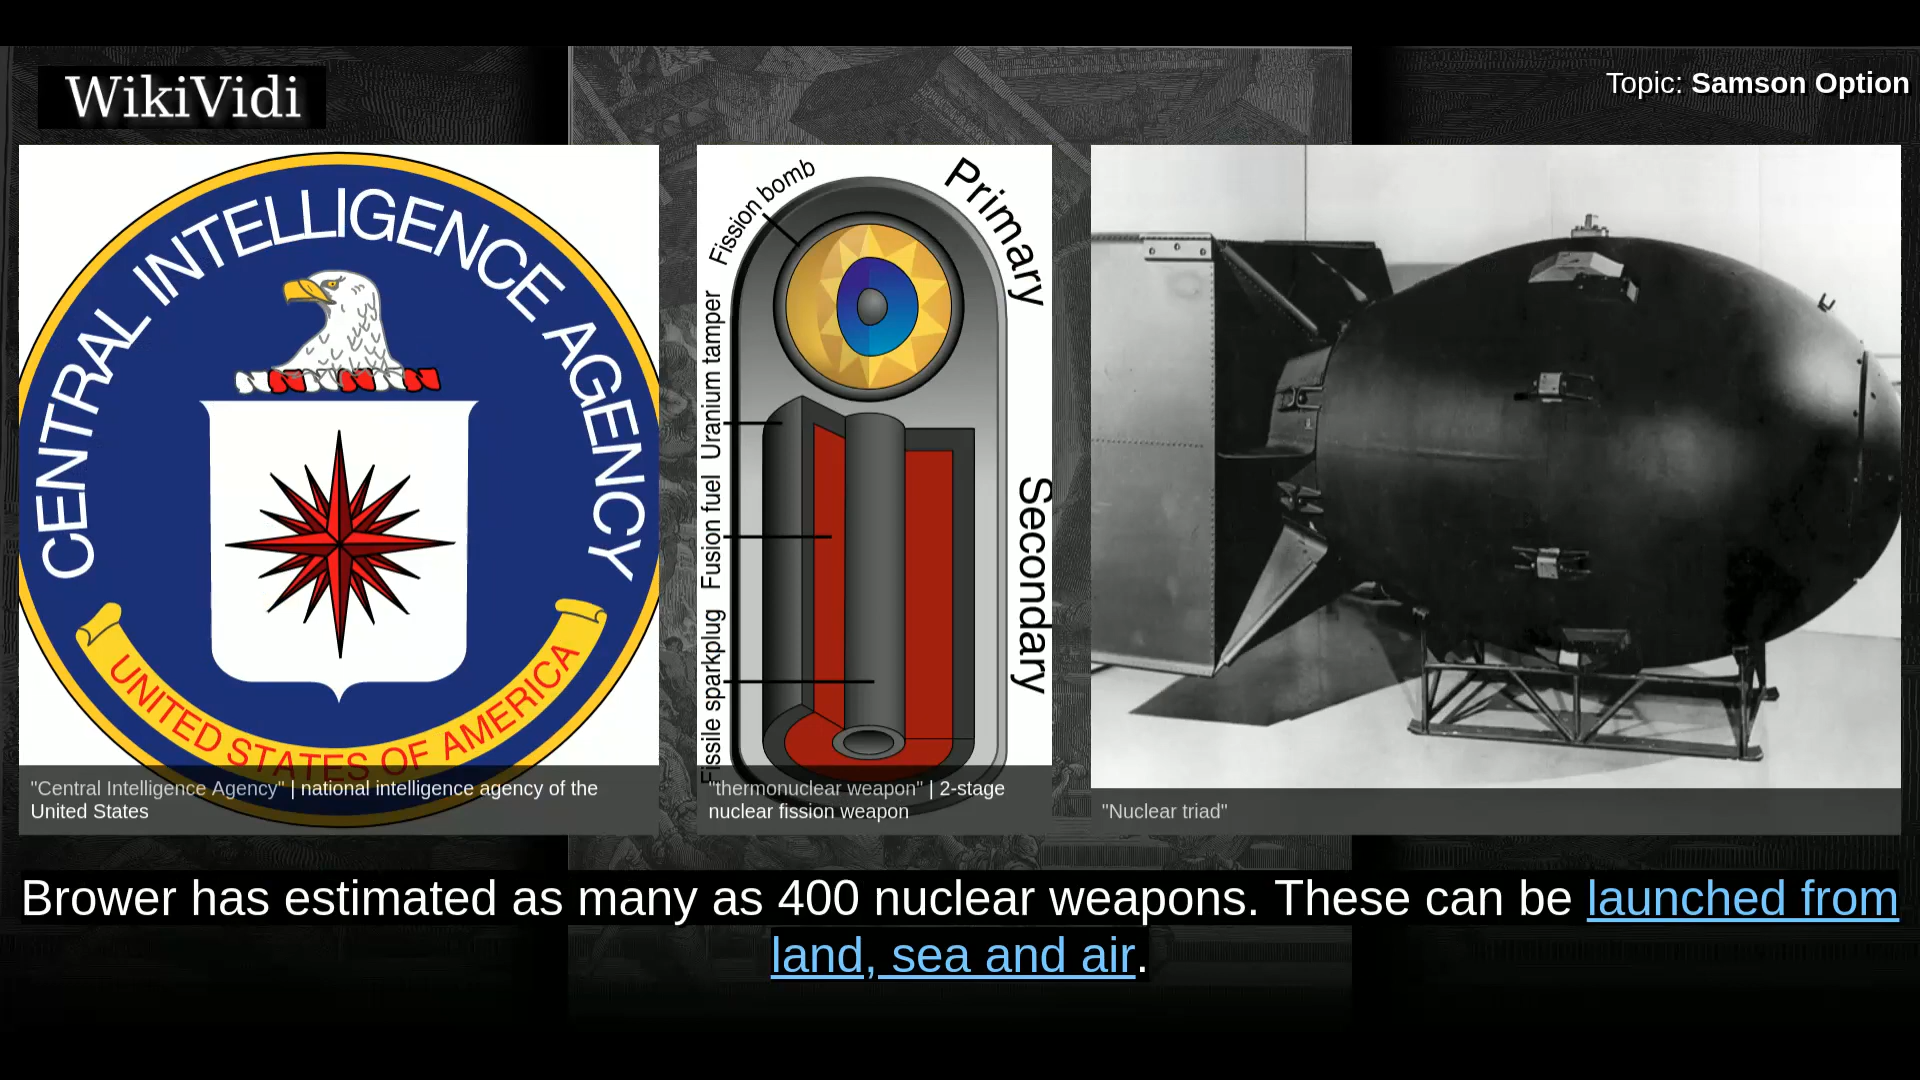 WikiVidi
Topic: Samson Option
CENTRAL INTELLIGENCE AGENCY
UNITED STATES OF AMERICA
"Central Intelligence Agency" | national intelligence agency of the
United States
Fission bomb
Primary
Uranium tamper
Fusion fuel
Secondary
Fissile sparkplug
"thermonuclear weapon" | 2-stage
nuclear fission weapon
"Nuclear triad"
Brower has estimated as many as 400 nuclear weapons. These can be launched from
land, sea and air.